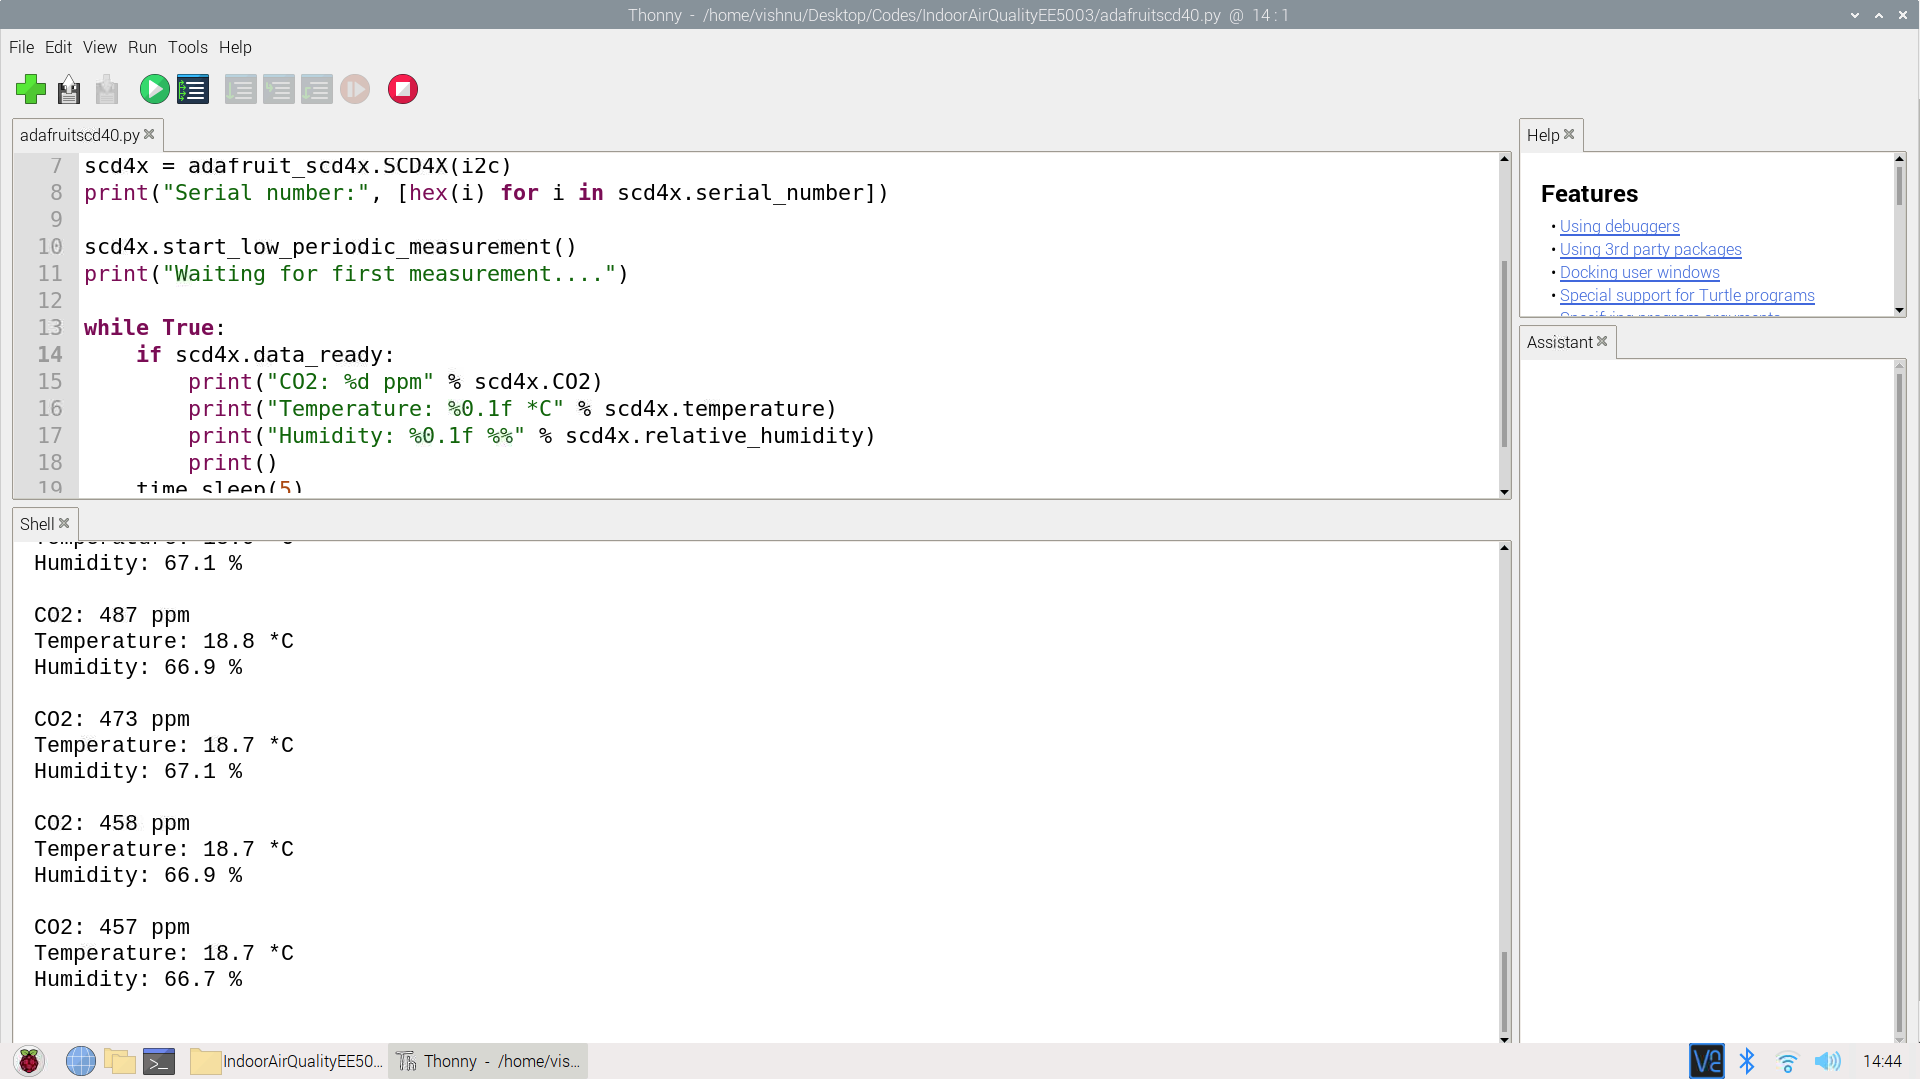 Thonny - /home/vishnu/Desktop/Codes/IndoorAirQualityEE5003/adafruitscd40.py @ 14 : 1
File Edit View Run Tools Help
adafruitscd40.py
7 scd4x = adafruit_scd4x.SCD4X(i2c)
8 print("Serial number:", [hex(i) for i in scd4x.serial_number])
9
10 scd4x.start_low_periodic_measurement()
11 print("Waiting for first measurement....")
12
13 while True:
14 if scd4x.data_ready:
15 print("CO2: %d ppm" % scd4x.CO2)
16 print("Temperature: %0.1f *C" % scd4x.temperature)
17 print("Humidity: %0.1f %%" % scd4x.relative_humidity)
18 print()
19 time.sleep(5)
Shell
Humidity: 67.1 %
CO2: 487 ppm
Temperature: 18.8 *C
Humidity: 66.9 %
CO2: 473 ppm
Temperature: 18.7 *C
Humidity: 67.1 %
CO2: 458 ppm
Temperature: 18.7 *C
Humidity: 66.9 %
CO2: 457 ppm
Temperature: 18.7 *C
Humidity: 66.7 %
Help
Features
• Using debuggers
• Using 3rd party packages
• Docking user windows
• Special support for Turtle programs
Specifying program arguments
Assistant
IndoorAirQualityEE50...
Thonny - /home/vis...
14:44